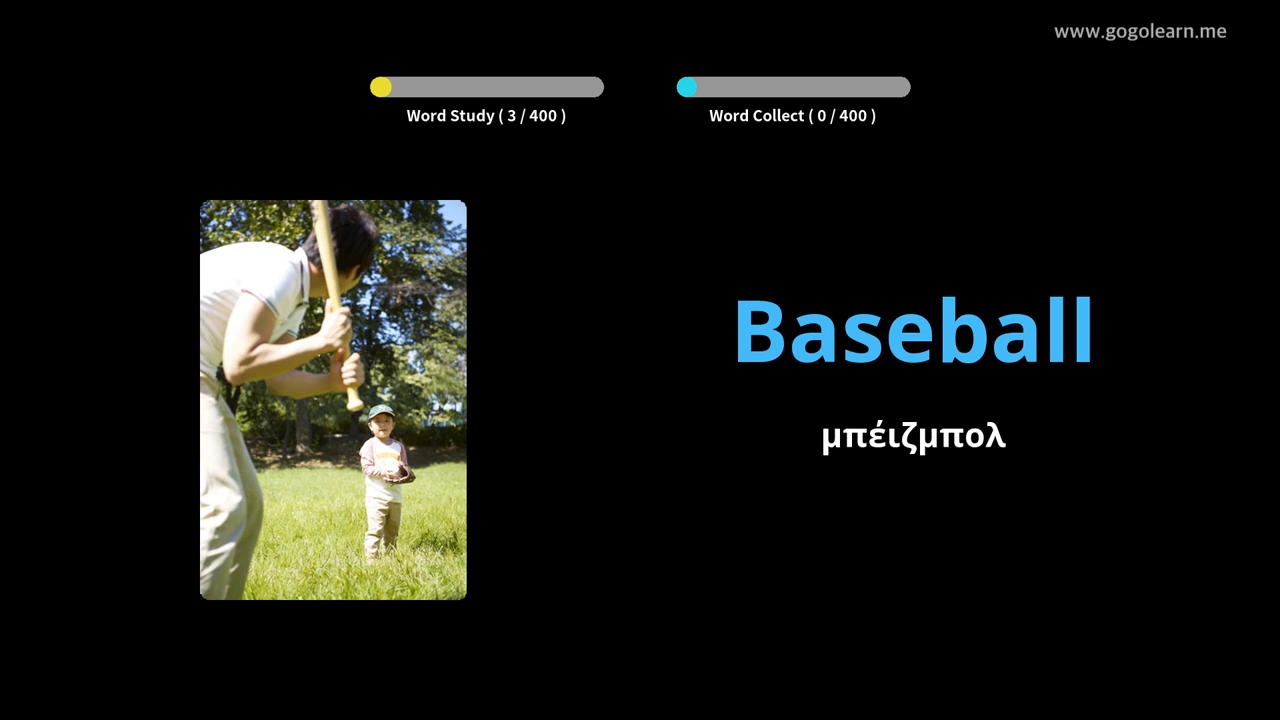 www.gogolearn.me
Word Study ( 3 / 400 )
Word Collect ( 0 / 400 )
Baseball
μπέιζμπολ